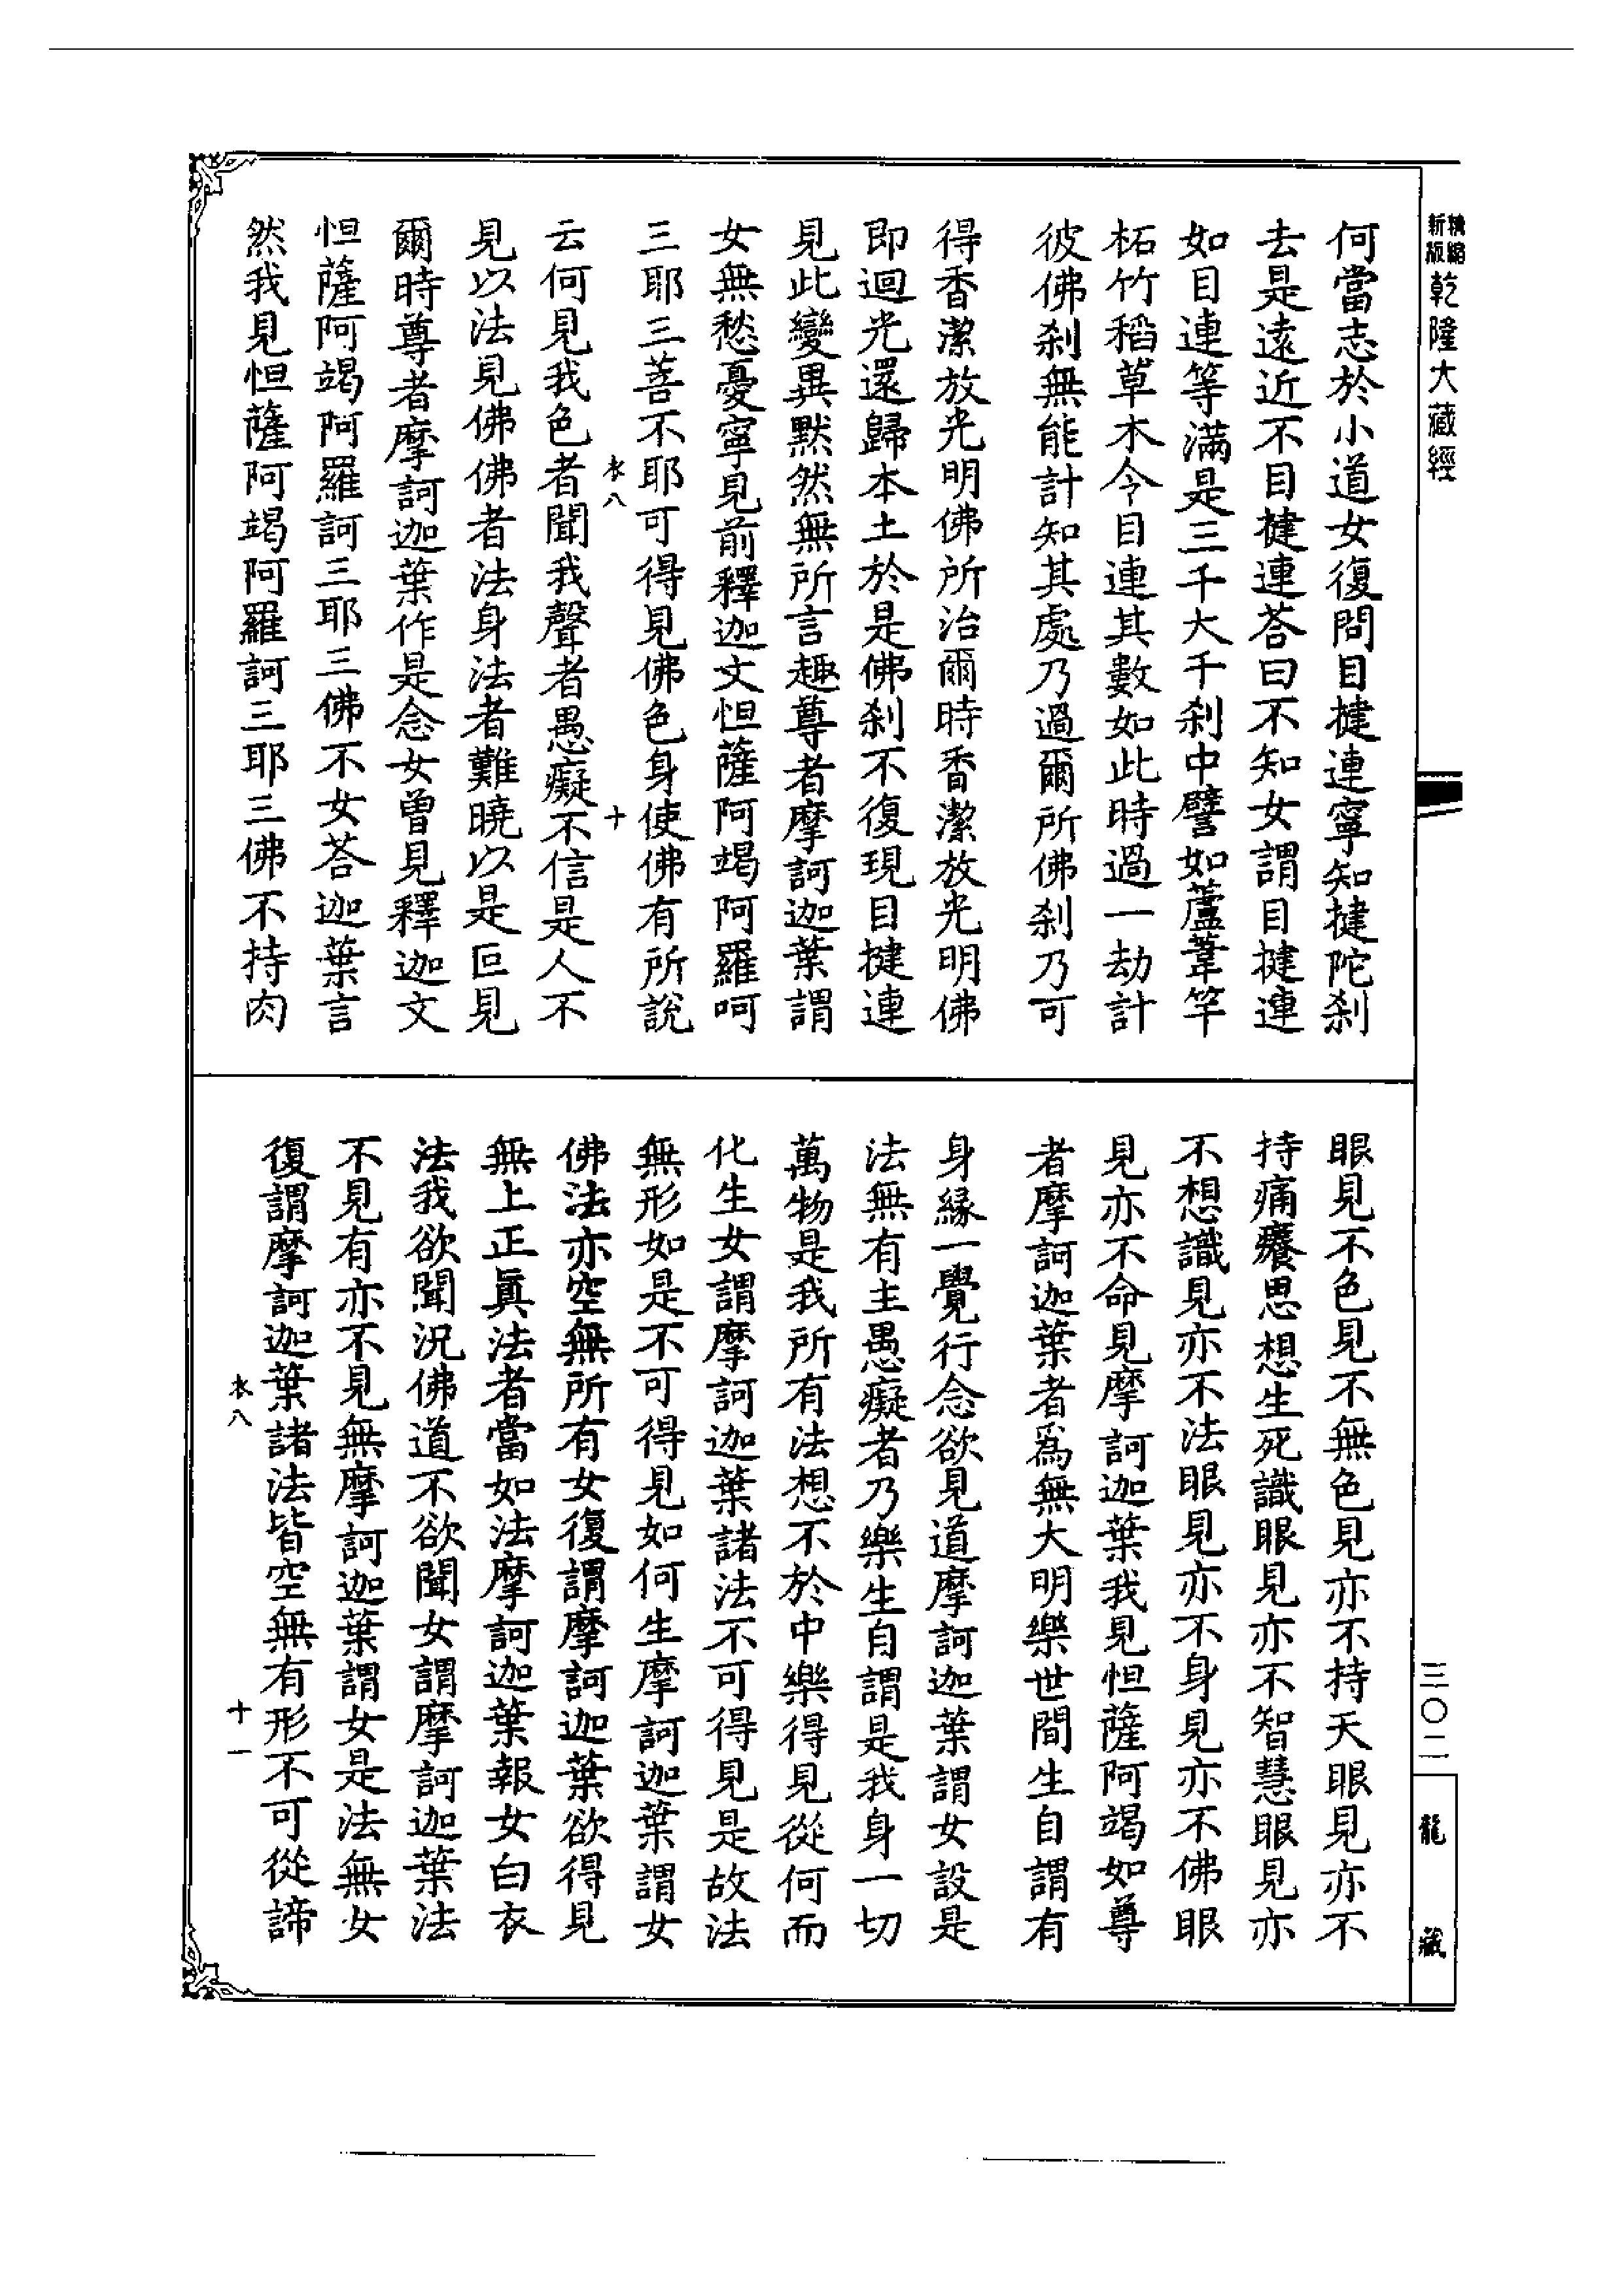 精縮新版乾隆大藏經
何當志於小道女復問目揵連寧知揵陀剎
去是遠近不目揵連荅曰不知女謂目揵連
如目連等滿是三千大千剎中譬如蘆葦竿
柘竹稻草木令目連其數如此時過一劫計
彼佛剎無能計知其處乃過爾所佛剎乃可
得香潔放光明佛所治爾時香潔放光明佛
即迴光還歸本土於是佛剎不復現目揵連
見此變異默然無所言趣尊者摩訶迦葉謂
女無愁憂寧見前釋迦文怛薩阿竭阿羅呵
三耶三菩不耶可得見佛色身使佛有所說
氷八 十
云何見我色者聞我聲者愚癡不信是人不
見以法見佛佛者法身法者難曉以是叵見
爾時尊者摩訶迦葉作是念女曾見釋迦文
怛薩阿竭阿羅訶三耶三佛不女荅迦葉言
然我見怛薩阿竭阿羅訶三耶三佛不持肉
眼見不色見不無色見亦不持天眼見亦不
持痛癢思想生死識眼見亦不智慧眼見亦
不想識見亦不法眼見亦不身見亦不佛眼
見亦不命見摩訶迦葉我見怛薩阿竭如尊
者摩訶迦葉者爲無大明樂世間生自謂有
身緣一覺行念欲見道摩訶迦葉謂女設是
法無有主愚癡者乃樂生自謂是我身一切
萬物是我所有法想不於中樂得見從何而
化生女謂摩訶迦葉諸法不可得見是故法
無形如是不可得見如何生摩訶迦葉謂女
佛法亦空無所有女復謂摩訶迦葉欲得見
無上正眞法者當如法摩訶迦葉報女白衣
法我欲聞況佛道不欲聞女謂摩訶迦葉法
不見有亦不見無摩訶迦葉謂女是法無女
復謂摩訶迦葉諸法皆空無有形不可從諦
氷八 十一
三〇二
龍藏